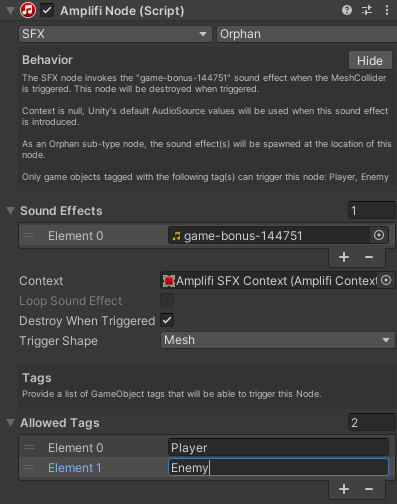 Amplifi Node (Script)
SFX Orphan
Behavior Hide
The SFX node invokes the "game-bonus-144751" sound effect when the MeshCollider
is triggered. This node will be destroyed when triggered.
Context is null, Unity's default AudioSource values will be used when this sound effect
is introduced.
As an Orphan sub-type node, the sound effect(s) will be spawned at the location of this
node.
Only game objects tagged with the following tag(s) can trigger this node: Player, Enemy
Sound Effects 1
Element 0 game-bonus-144751
+ −
Context Amplifi SFX Context (Amplifi Context
Loop Sound Effect
Destroy When Triggered
Trigger Shape Mesh
Tags
Provide a list of GameObject tags that will be able to trigger this Node.
Allowed Tags 2
Element 0 Player
Element 1 Enemy
+ −